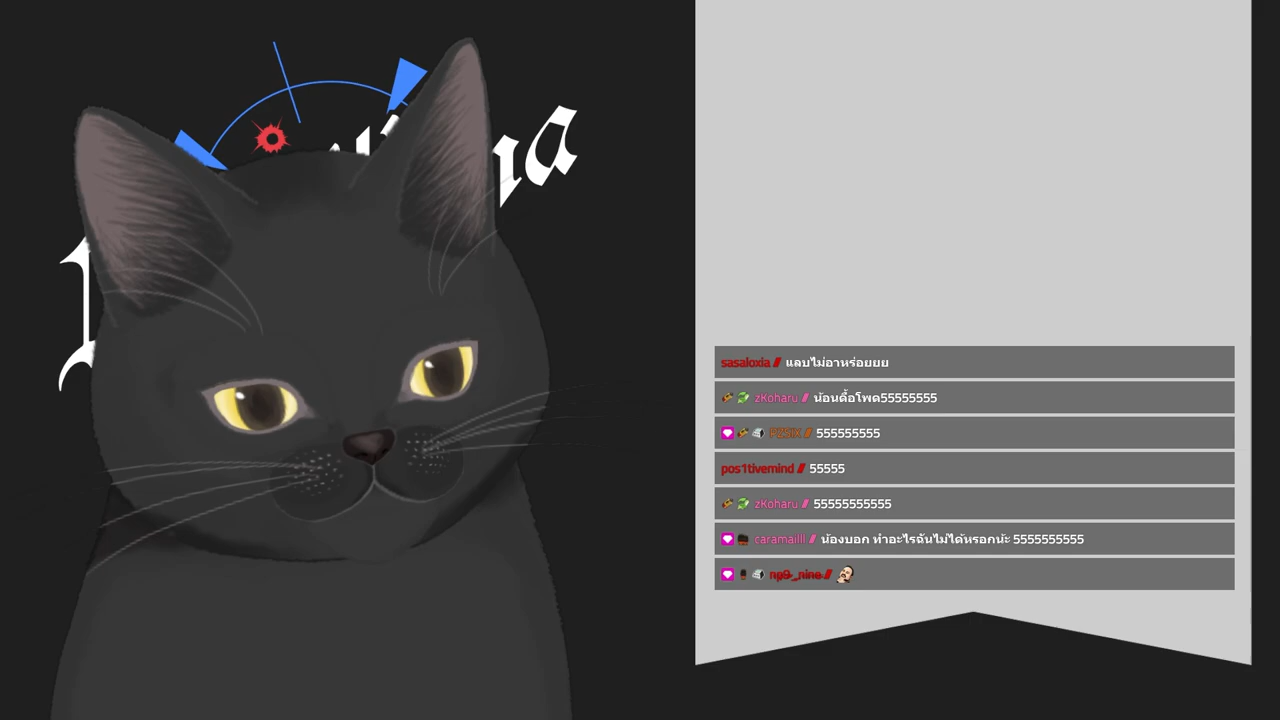 sasaloxia // แลบไม่อาหร่อยยย
zKoharu // น้อนดื้อโพด55555555
// 555555555
pos1tivemind // 55555
zKoharu // 55555555555
caramailll // น้องบอก ทำอะไรฉันไม่ได้หรอกน้ะ 5555555555
np9_nine //